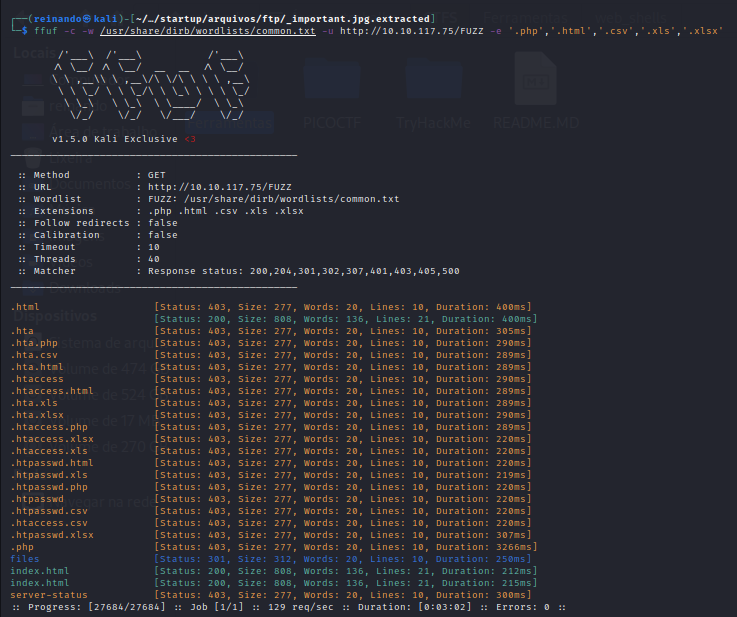 ┌──(reinando㉿kali)-[~/…/startup/arquivos/ftp/_important.jpg.extracted]
└─$ ffuf -c -w /usr/share/dirb/wordlists/common.txt -u http://10.10.117.75/FUZZ -e '.php','.html','.csv','.xls','.xlsx'
v1.5.0 Kali Exclusive <3
:: Method : GET
:: URL : http://10.10.117.75/FUZZ
:: Wordlist : FUZZ: /usr/share/dirb/wordlists/common.txt
:: Extensions : .php .html .csv .xls .xlsx
:: Follow redirects : false
:: Calibration : false
:: Timeout : 10
:: Threads : 40
:: Matcher : Response status: 200,204,301,302,307,401,403,405,500
.html [Status: 403, Size: 277, Words: 20, Lines: 10, Duration: 400ms]
[Status: 200, Size: 808, Words: 136, Lines: 21, Duration: 400ms]
.hta [Status: 403, Size: 277, Words: 20, Lines: 10, Duration: 305ms]
.hta.php [Status: 403, Size: 277, Words: 20, Lines: 10, Duration: 290ms]
.hta.csv [Status: 403, Size: 277, Words: 20, Lines: 10, Duration: 289ms]
.hta.html [Status: 403, Size: 277, Words: 20, Lines: 10, Duration: 289ms]
.htaccess [Status: 403, Size: 277, Words: 20, Lines: 10, Duration: 290ms]
.htaccess.html [Status: 403, Size: 277, Words: 20, Lines: 10, Duration: 289ms]
.hta.xls [Status: 403, Size: 277, Words: 20, Lines: 10, Duration: 289ms]
.hta.xlsx [Status: 403, Size: 277, Words: 20, Lines: 10, Duration: 290ms]
.htaccess.php [Status: 403, Size: 277, Words: 20, Lines: 10, Duration: 289ms]
.htaccess.xlsx [Status: 403, Size: 277, Words: 20, Lines: 10, Duration: 220ms]
.htaccess.xls [Status: 403, Size: 277, Words: 20, Lines: 10, Duration: 220ms]
.htpasswd.html [Status: 403, Size: 277, Words: 20, Lines: 10, Duration: 220ms]
.htpasswd.xls [Status: 403, Size: 277, Words: 20, Lines: 10, Duration: 219ms]
.htpasswd.php [Status: 403, Size: 277, Words: 20, Lines: 10, Duration: 220ms]
.htpasswd [Status: 403, Size: 277, Words: 20, Lines: 10, Duration: 220ms]
.htpasswd.csv [Status: 403, Size: 277, Words: 20, Lines: 10, Duration: 220ms]
.htaccess.csv [Status: 403, Size: 277, Words: 20, Lines: 10, Duration: 220ms]
.htpasswd.xlsx [Status: 403, Size: 277, Words: 20, Lines: 10, Duration: 307ms]
.php [Status: 403, Size: 277, Words: 20, Lines: 10, Duration: 3266ms]
files [Status: 301, Size: 312, Words: 20, Lines: 10, Duration: 250ms]
index.html [Status: 200, Size: 808, Words: 136, Lines: 21, Duration: 212ms]
index.html [Status: 200, Size: 808, Words: 136, Lines: 21, Duration: 215ms]
server-status [Status: 403, Size: 277, Words: 20, Lines: 10, Duration: 300ms]
:: Progress: [27684/27684] :: Job [1/1] :: 129 req/sec :: Duration: [0:03:02] :: Errors: 0 ::
PICOCTF
TryHackMe
README.MD
Dispositivos